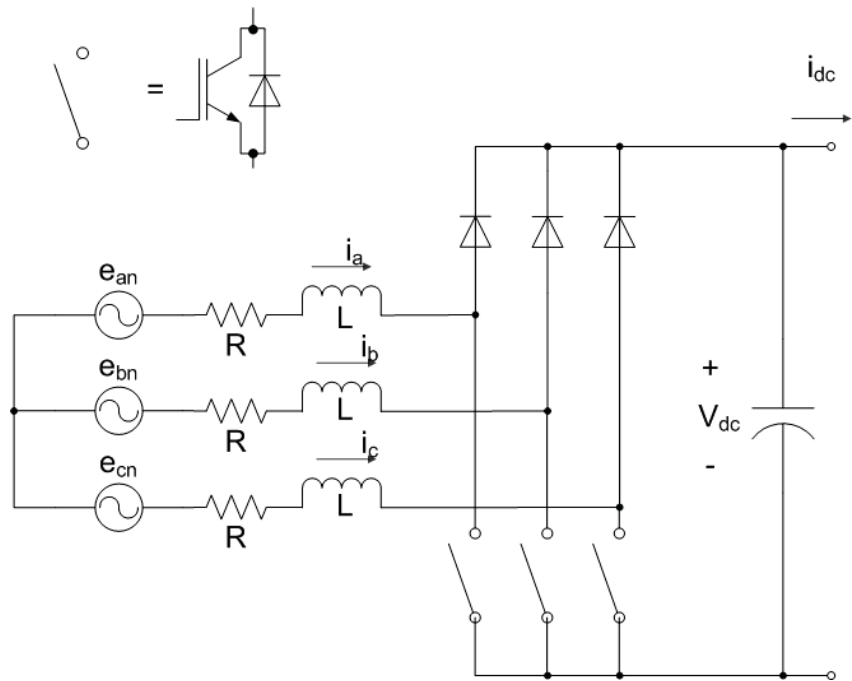 =
i_dc
e_an
i_a
R
L
e_bn
i_b
R
L
e_cn
i_c
R
L
+
V_dc
-